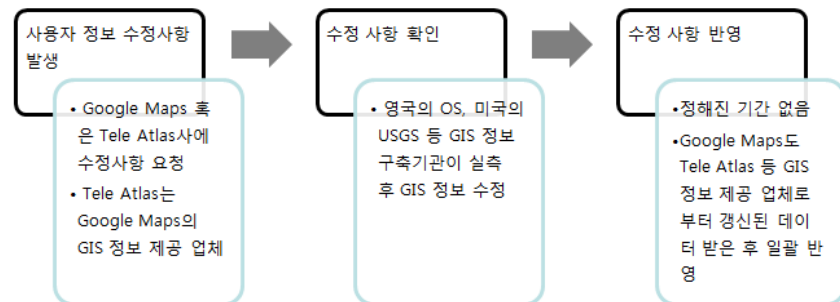 사용자 정보 수정사항
발생
• Google Maps 혹
은 Tele Atlas사에
수정사항 요청
• Tele Atlas는
Google Maps의
GIS 정보 제공 업체
수정 사항 확인
• 영국의 OS, 미국의
USGS 등 GIS 정보
구축기관이 실측
후 GIS 정보 수정
수정 사항 반영
•정해진 기간 없음
•Google Maps도
Tele Atlas 등 GIS
정보 제공 업체로
부터 갱신된 데이
터 받은 후 일괄 반
영